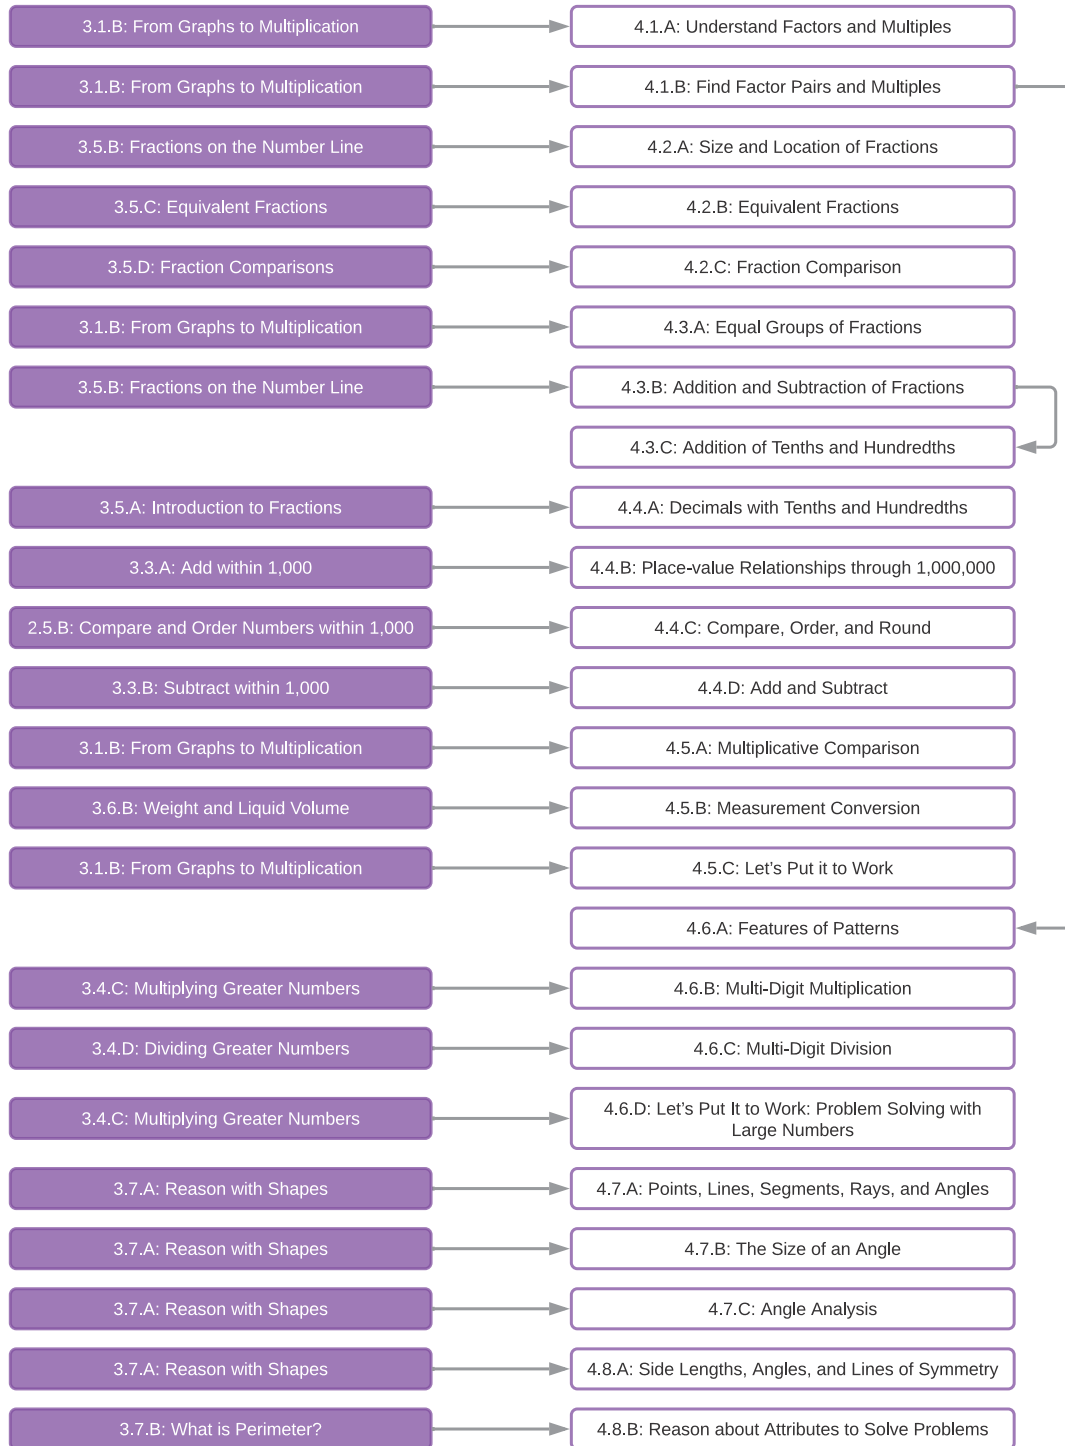 3.1.B: From Graphs to Multiplication
4.1.A: Understand Factors and Multiples
3.1.B: From Graphs to Multiplication
4.1.B: Find Factor Pairs and Multiples
3.5.B: Fractions on the Number Line
4.2.A: Size and Location of Fractions
3.5.C: Equivalent Fractions
4.2.B: Equivalent Fractions
3.5.D: Fraction Comparisons
4.2.C: Fraction Comparison
3.1.B: From Graphs to Multiplication
4.3.A: Equal Groups of Fractions
3.5.B: Fractions on the Number Line
4.3.B: Addition and Subtraction of Fractions
4.3.C: Addition of Tenths and Hundredths
3.5.A: Introduction to Fractions
4.4.A: Decimals with Tenths and Hundredths
3.3.A: Add within 1,000
4.4.B: Place-value Relationships through 1,000,000
2.5.B: Compare and Order Numbers within 1,000
4.4.C: Compare, Order, and Round
3.3.B: Subtract within 1,000
4.4.D: Add and Subtract
3.1.B: From Graphs to Multiplication
4.5.A: Multiplicative Comparison
3.6.B: Weight and Liquid Volume
4.5.B: Measurement Conversion
3.1.B: From Graphs to Multiplication
4.5.C: Let's Put it to Work
4.6.A: Features of Patterns
3.4.C: Multiplying Greater Numbers
4.6.B: Multi-Digit Multiplication
3.4.D: Dividing Greater Numbers
4.6.C: Multi-Digit Division
3.4.C: Multiplying Greater Numbers
4.6.D: Let's Put It to Work: Problem Solving with
Large Numbers
3.7.A: Reason with Shapes
4.7.A: Points, Lines, Segments, Rays, and Angles
3.7.A: Reason with Shapes
4.7.B: The Size of an Angle
3.7.A: Reason with Shapes
4.7.C: Angle Analysis
3.7.A: Reason with Shapes
4.8.A: Side Lengths, Angles, and Lines of Symmetry
3.7.B: What is Perimeter?
4.8.B: Reason about Attributes to Solve Problems